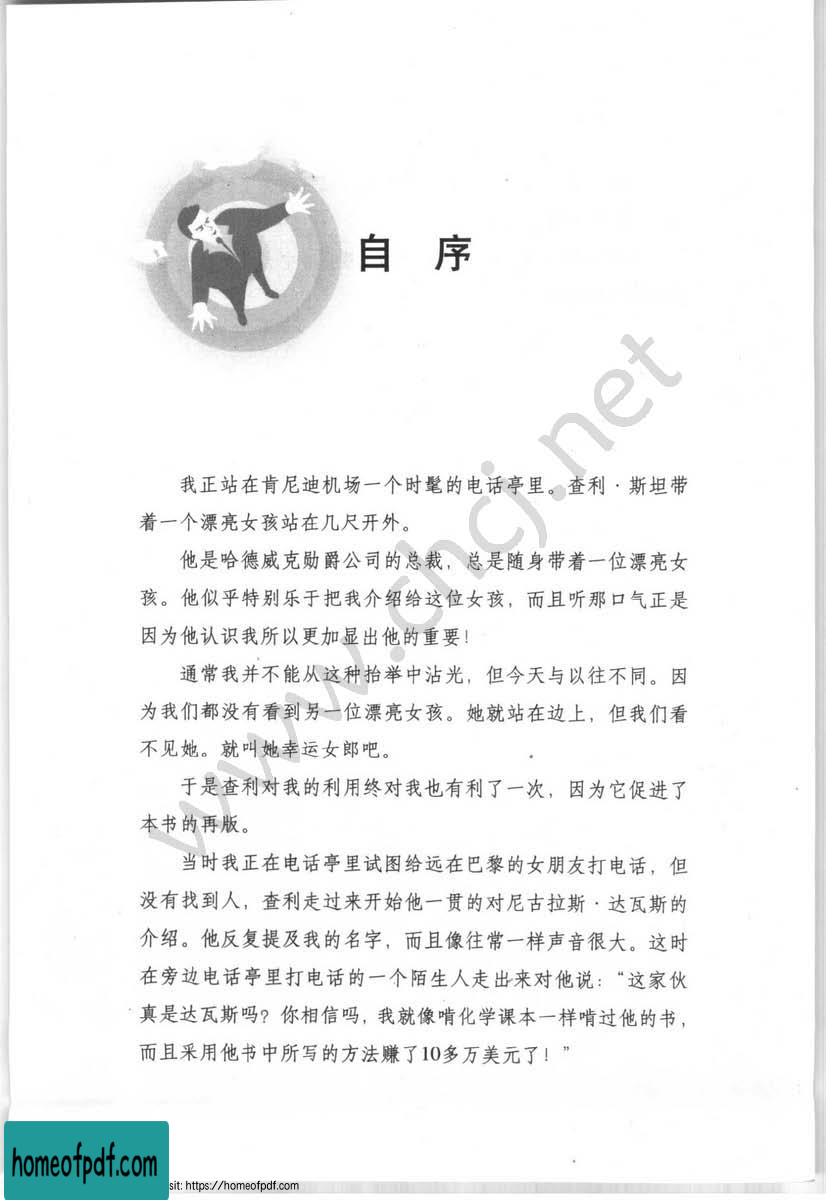 自 序
我正站在肯尼迪机场一个时髦的电话亭里。查利·斯坦带
着一个漂亮女孩站在几尺开外。
他是哈德威克勋爵公司的总裁，总是随身带着一位漂亮女
孩。他似乎特别乐于把我介绍给这位女孩，而且听那口气正是
因为他认识我所以更加显出他的重要！
通常我并不能从这种抬举中沾光，但今天与以往不同。因
为我们都没有看到另一位漂亮女孩。她就站在边上，但我们看
不见她。就叫她幸运女郎吧。
于是查利对我的利用终对我也有利了一次，因为它促进了
本书的再版。
当时我正在电话亭里试图给远在巴黎的女朋友打电话，但
没有找到人，查利走过来开始他一贯的对尼古拉斯·达瓦斯的
介绍。他反复提及我的名字，而且像往常一样声音很大。这时
在旁边电话亭里打电话的一个陌生人走出来对他说：“这家伙
真是达瓦斯吗？你相信吗，我就像啃化学课本一样啃过他的书，
而且采用他书中所写的方法赚了10多万美元了！”
www.chcj.net
homeofpdf.com
sit: https://homeofpdf.com